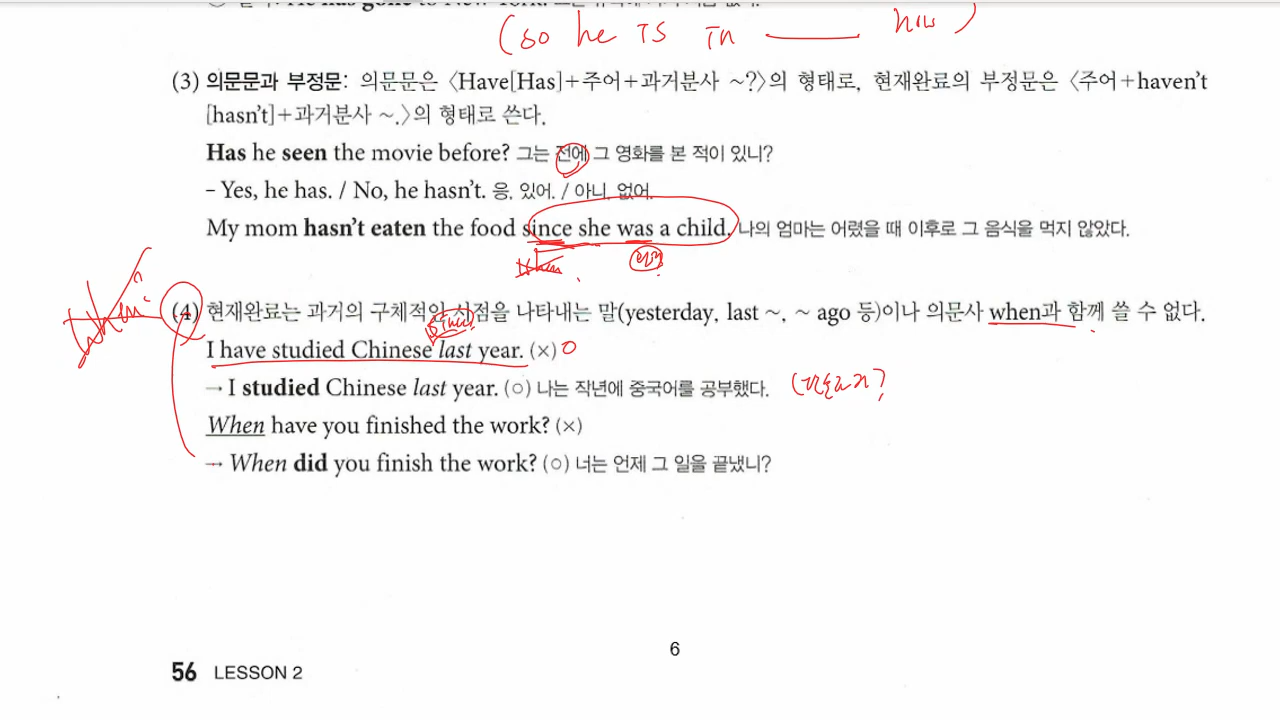 (so he is in ____ now)
(3) 의문문과 부정문: 의문문은 〈Have[Has]+주어+과거분사 ~?〉의 형태로, 현재완료의 부정문은 〈주어+haven't
[hasn't]+과거분사 ~.〉의 형태로 쓴다.
Has he seen the movie before? 그는 전에 그 영화를 본 적이 있니?
– Yes, he has. / No, he hasn't. 응, 있어. / 아니, 없어.
My mom hasn't eaten the food since she was a child. 나의 엄마는 어렸을 때 이후로 그 음식을 먹지 않았다.
when
when
(4) 현재완료는 과거의 구체적인 시점을 나타내는 말(yesterday, last ~, ~ ago 등)이나 의문사 when과 함께 쓸 수 없다.
since
I have studied Chinese last year. (×) O
→ I studied Chinese last year. (○) 나는 작년에 중국어를 공부했다.
When have you finished the work? (×)
→ When did you finish the work? (○) 너는 언제 그 일을 끝냈니?
6
56 LESSON 2